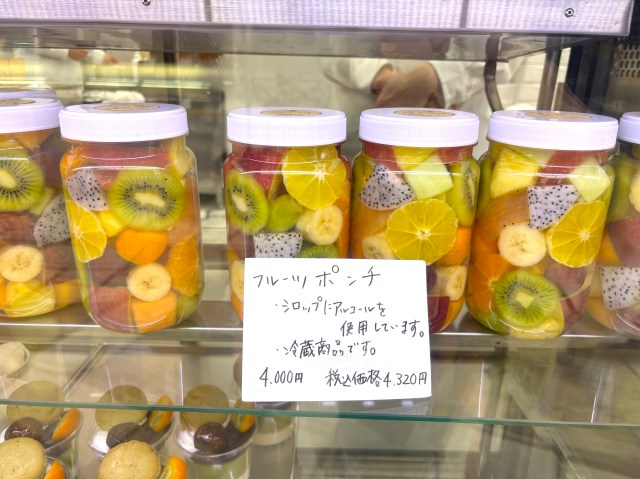 フルーツポンチ
・シロップにアルコールを
使用しています。
・冷蔵商品です。
4.000円 税込価格4.320円